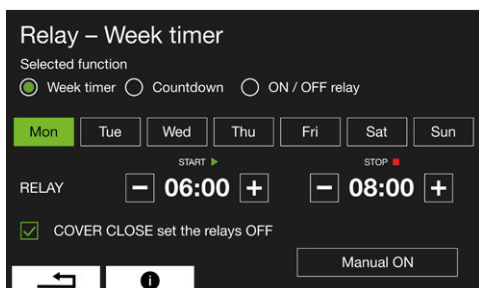 Relay – Week timer
Selected function
Week timer Countdown ON / OFF relay
Mon Tue Wed Thu Fri Sat Sun
START STOP
RELAY − 06:00 + − 08:00 +
COVER CLOSE set the relays OFF
Manual ON
i